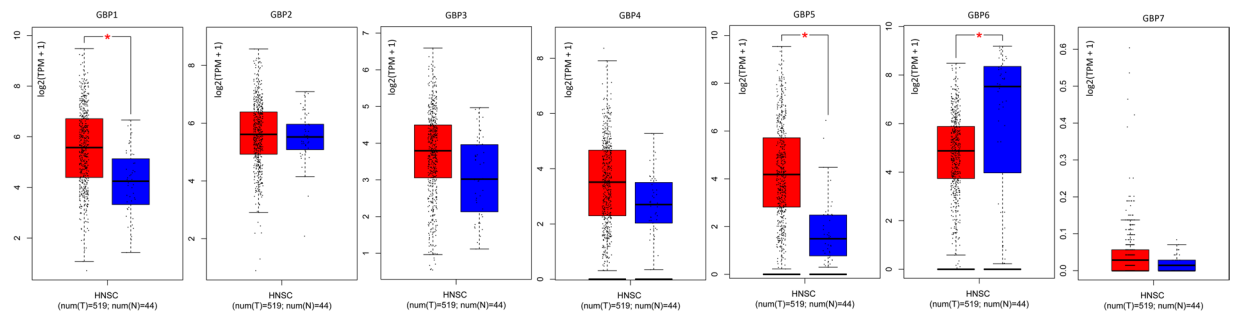 GBP1
*
log2(TPM + 1)
10
8
6
4
2
HNSC
(num(T)=519; num(N)=44)
GBP2
log2(TPM + 1)
8
6
4
2
HNSC
(num(T)=519; num(N)=44)
GBP3
log2(TPM + 1)
7
6
5
4
3
2
1
HNSC
(num(T)=519; num(N)=44)
GBP4
log2(TPM + 1)
8
6
4
2
0
HNSC
(num(T)=519; num(N)=44)
GBP5
*
log2(TPM + 1)
10
8
6
4
2
0
HNSC
(num(T)=519; num(N)=44)
GBP6
*
log2(TPM + 1)
10
8
6
4
2
0
HNSC
(num(T)=519; num(N)=44)
GBP7
log2(TPM + 1)
0.6
0.5
0.4
0.3
0.2
0.1
0.0
HNSC
(num(T)=519; num(N)=44)